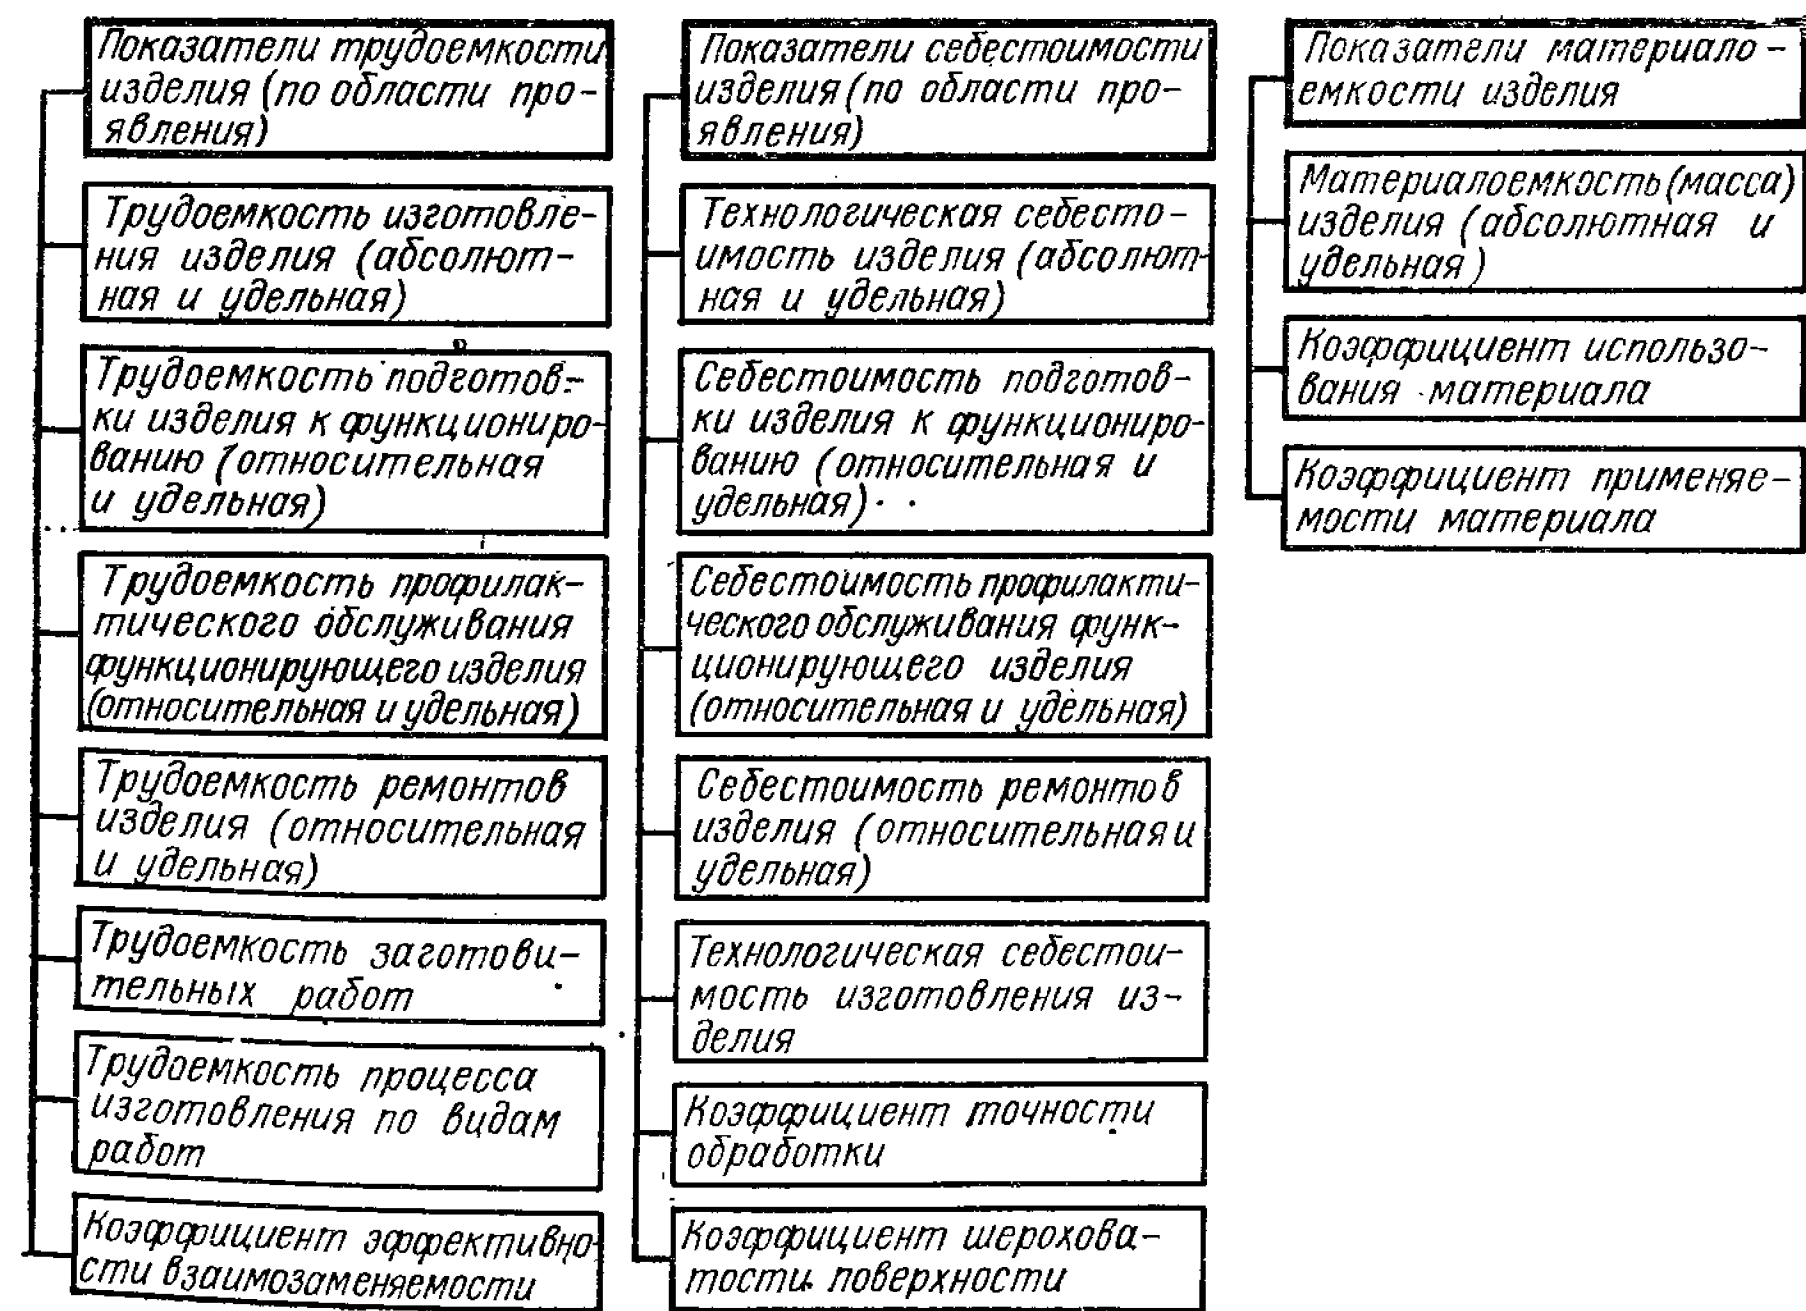 Показатели трудоемкости
изделия (по области про-
явления)
Трудоемкость изготовле-
ния изделия (абсолют-
ная и удельная)
Трудоемкость подготов-
ки изделия к функциониро-
ванию (относительная
и удельная)
Трудоемкость профилак-
тического обслуживания
функционирующего изделия
(относительная и удельная)
Трудоемкость ремонтов
изделия (относительная
и удельная)
Трудоемкость заготови-
тельных работ
Трудоемкость процесса
изготовления по видам
работ
Коэффициент эффективно-
сти взаимозаменяемости
Показатели себестоимости
изделия (по области про-
явления)
Технологическая себесто-
имость изделия (абсолют-
ная и удельная)
Себестоимость подготов-
ки изделия к функциониро-
ванию (относительная и
удельная)
Себестоимость профилакти-
ческого обслуживания функ-
ционирующего изделия
(относительная и удельная)
Себестоимость ремонтов
изделия (относительная и
удельная)
Технологическая себестои-
мость изготовления из-
делия
Коэффициент точности
обработки
Коэффициент шерохова-
тости поверхности
Показатели материало-
емкости изделия
Материалоемкость (масса)
изделия (абсолютная и
удельная)
Коэффициент использо-
вания материала
Коэффициент применяе-
мости материала